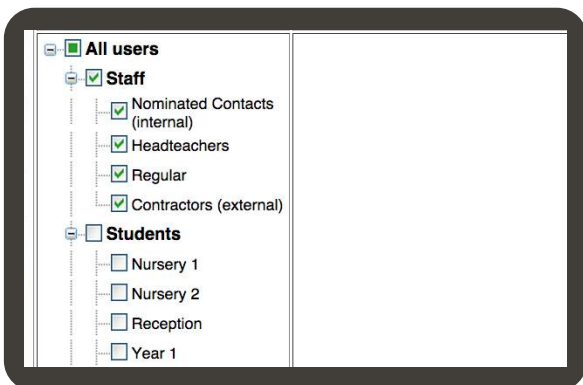 All users
Staff
Nominated Contacts
(internal)
Headteachers
Regular
Contractors (external)
Students
Nursery 1
Nursery 2
Reception
Year 1